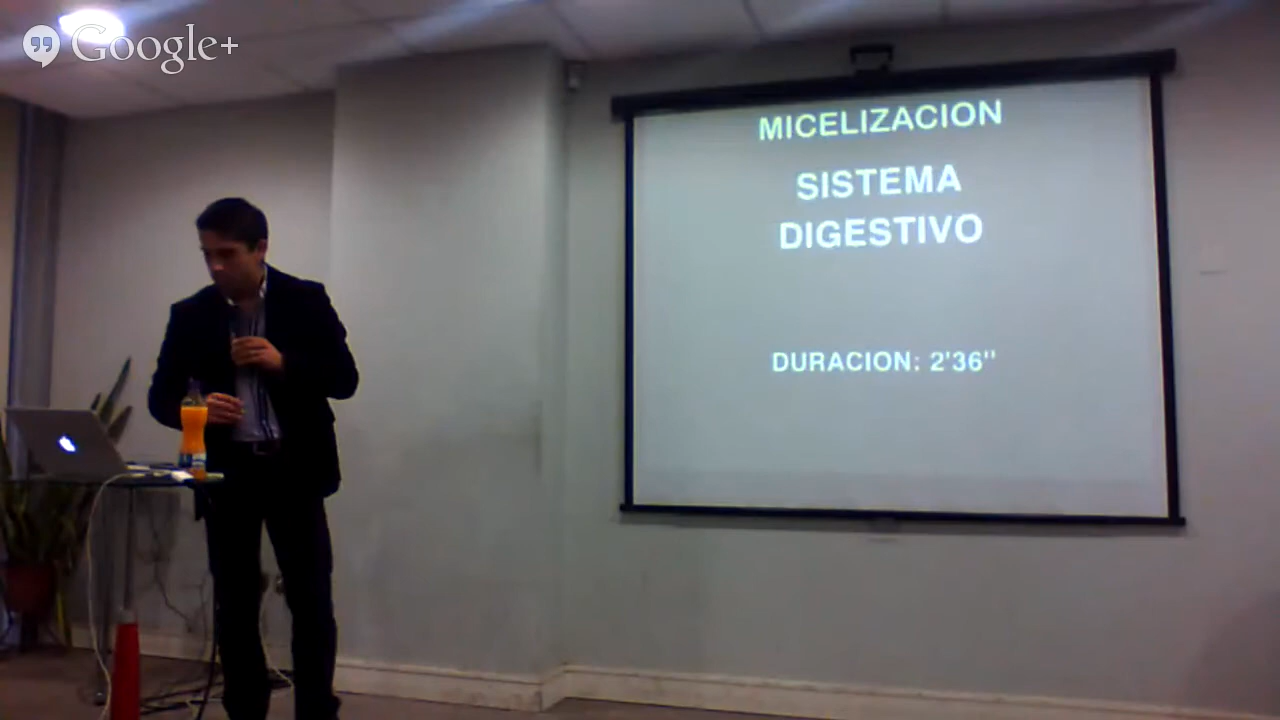 Google+
MICELIZACION
SISTEMA
DIGESTIVO
DURACION: 2'36"